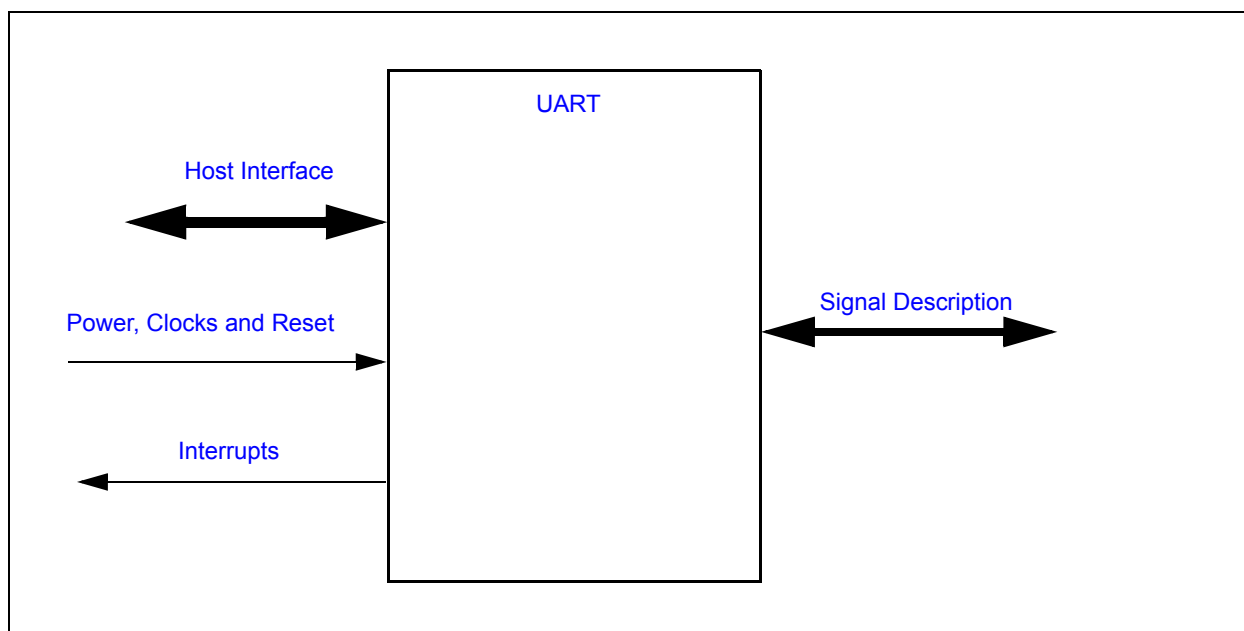 UART
Host Interface
Signal Description
Power, Clocks and Reset
Interrupts